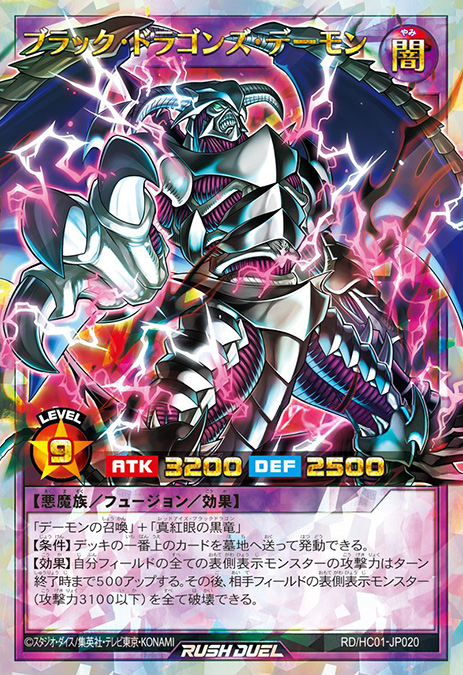 ブラック・ドラゴンズ・デーモン
やみ
闇
LEVEL
9
ATK 3200 DEF 2500
【悪魔族／フュージョン／効果】
「デーモンの召喚」＋「真紅眼の黒竜」
【条件】デッキの一番上のカードを墓地へ送って発動できる。
【効果】自分フィールドの全ての表側表示モンスターの攻撃力はターン
終了時まで500アップする。その後、相手フィールドの表側表示モンスター
（攻撃力3100以下）を全て破壊できる。
©スタジオ・ダイス/集英社・テレビ東京・KONAMI
RUSH DUEL
RD/HC01-JP020